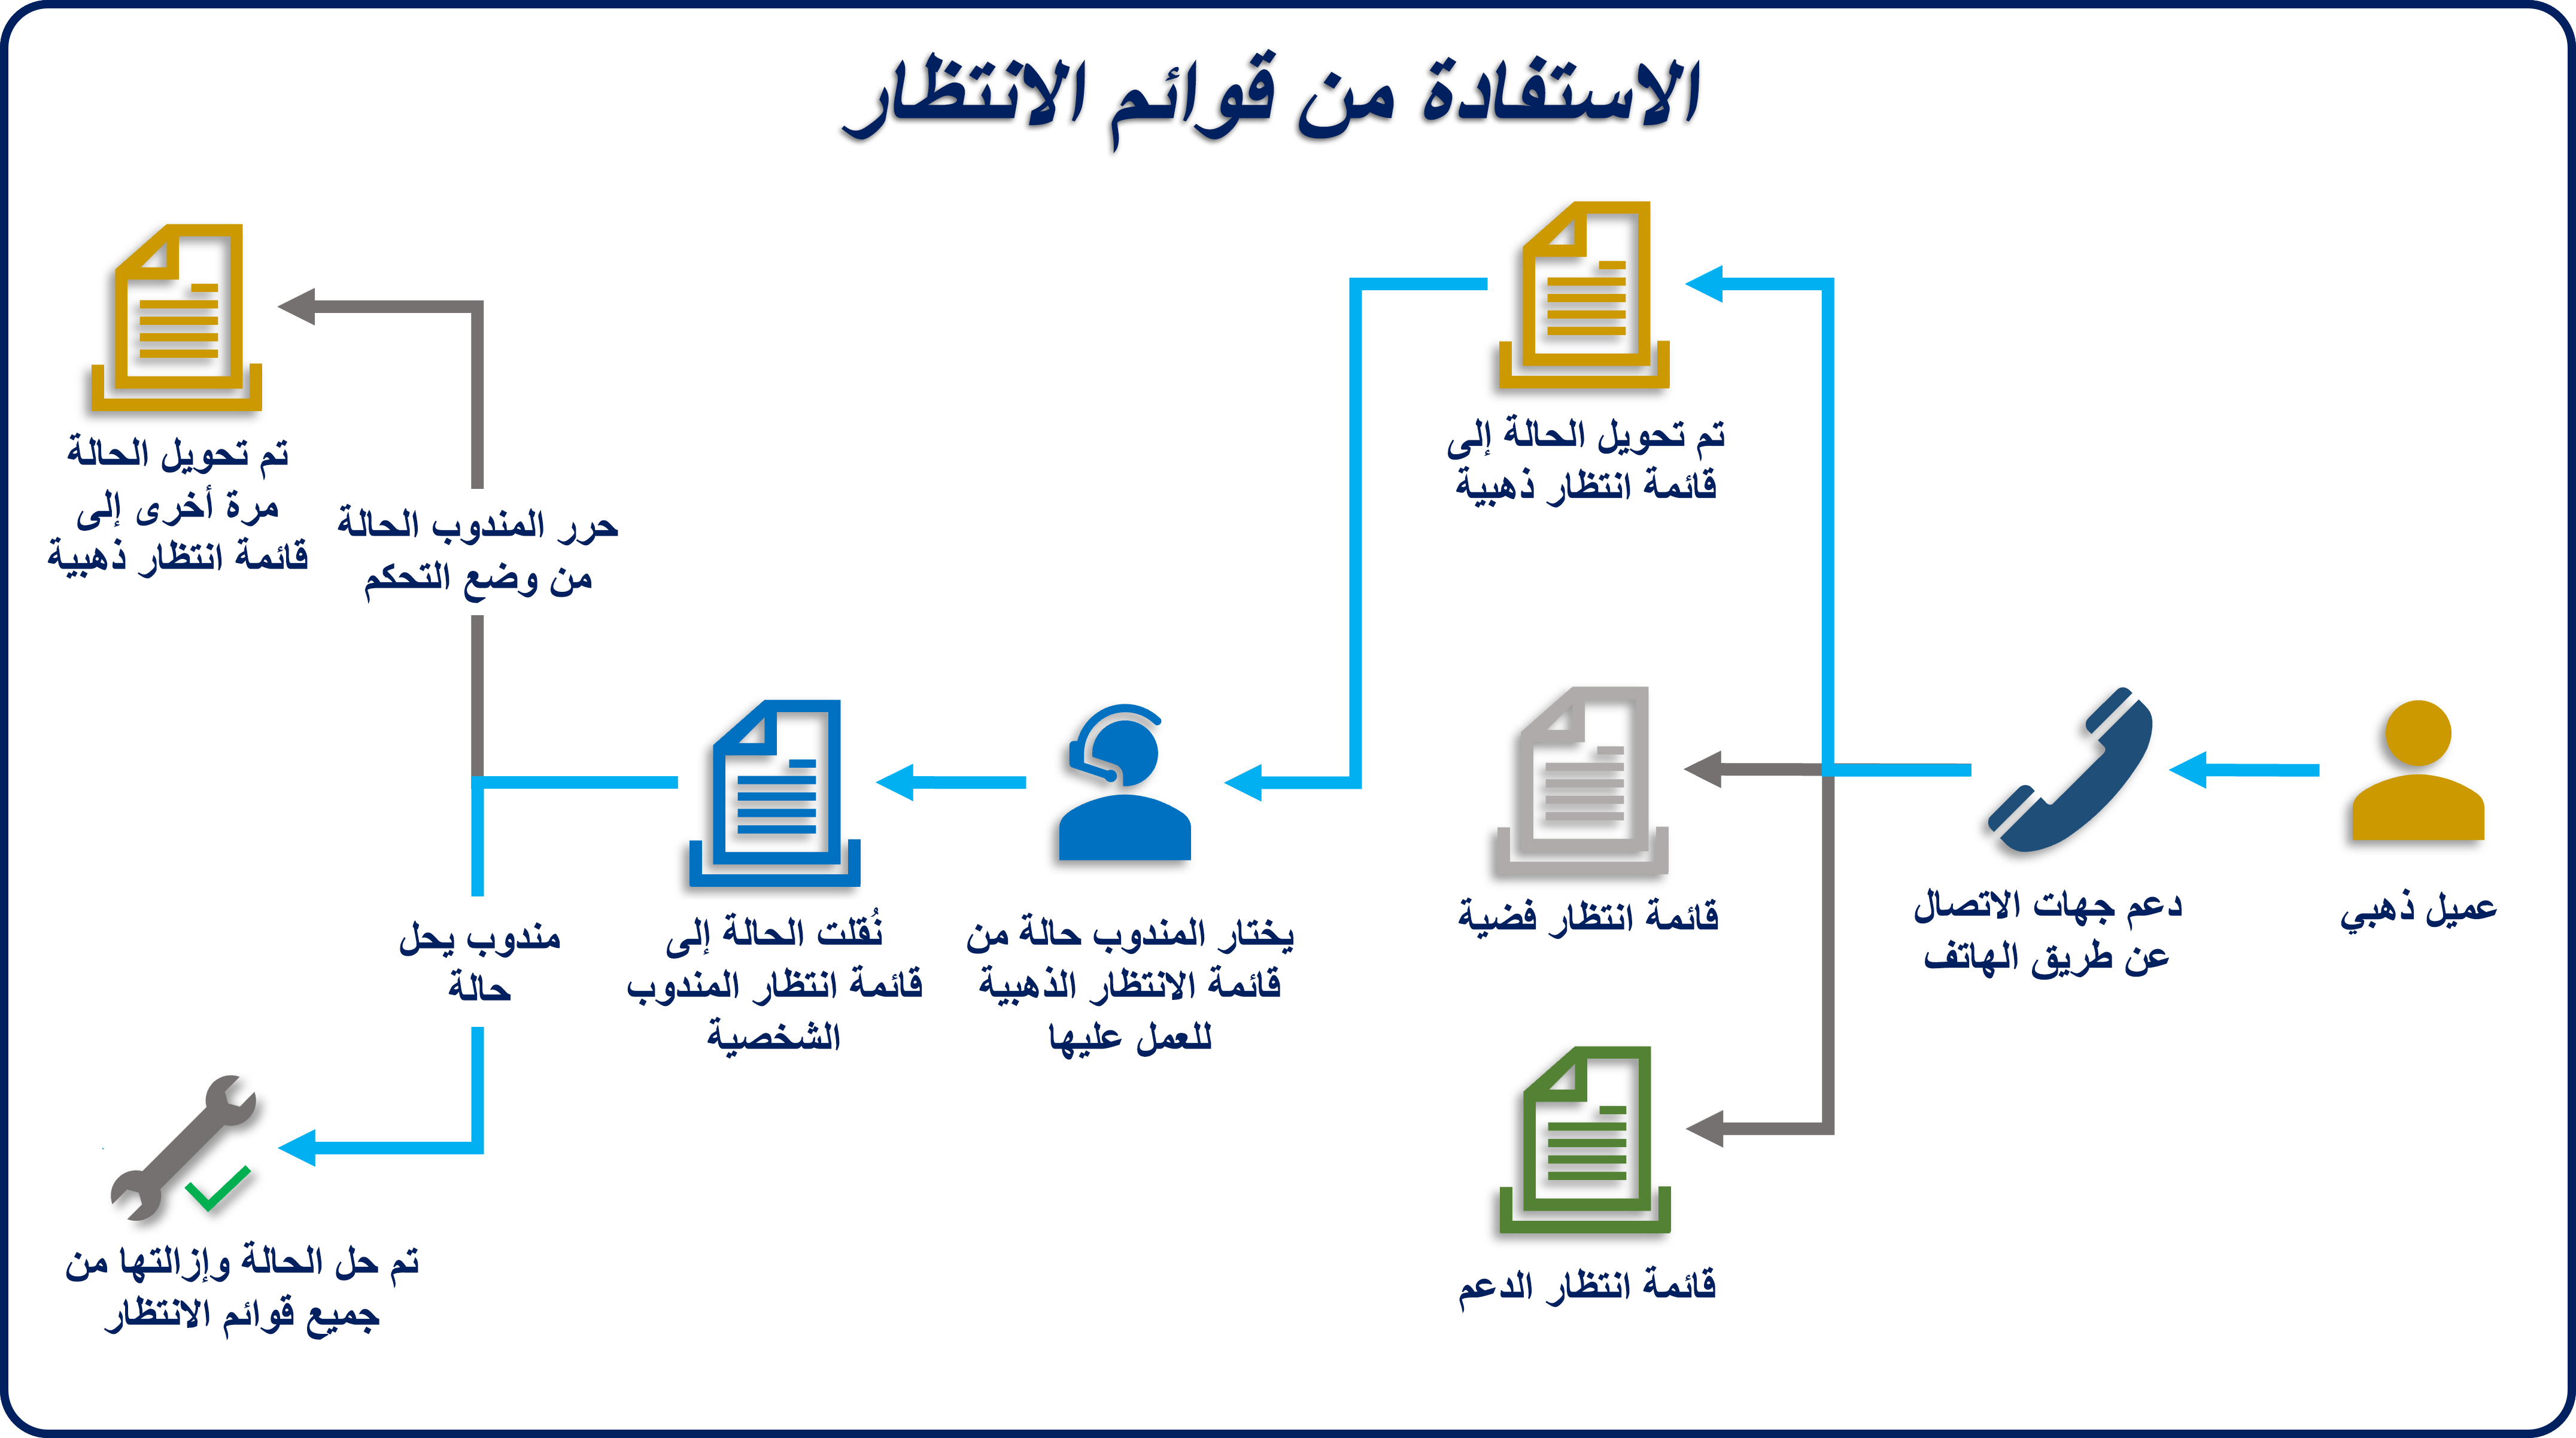 الاستفادة من قوائم الانتظار
عميل ذهبي
دعم جهات الاتصال
عن طريق الهاتف
تم تحويل الحالة إلى
قائمة انتظار ذهبية
قائمة انتظار فضية
قائمة انتظار الدعم
يختار المندوب حالة من
قائمة الانتظار الذهبية
للعمل عليها
نُقلت الحالة إلى
قائمة انتظار المندوب
الشخصية
حرر المندوب الحالة
من وضع التحكم
تم تحويل الحالة
مرة أخرى إلى
قائمة انتظار ذهبية
مندوب يحل
حالة
تم حل الحالة وإزالتها من
جميع قوائم الانتظار